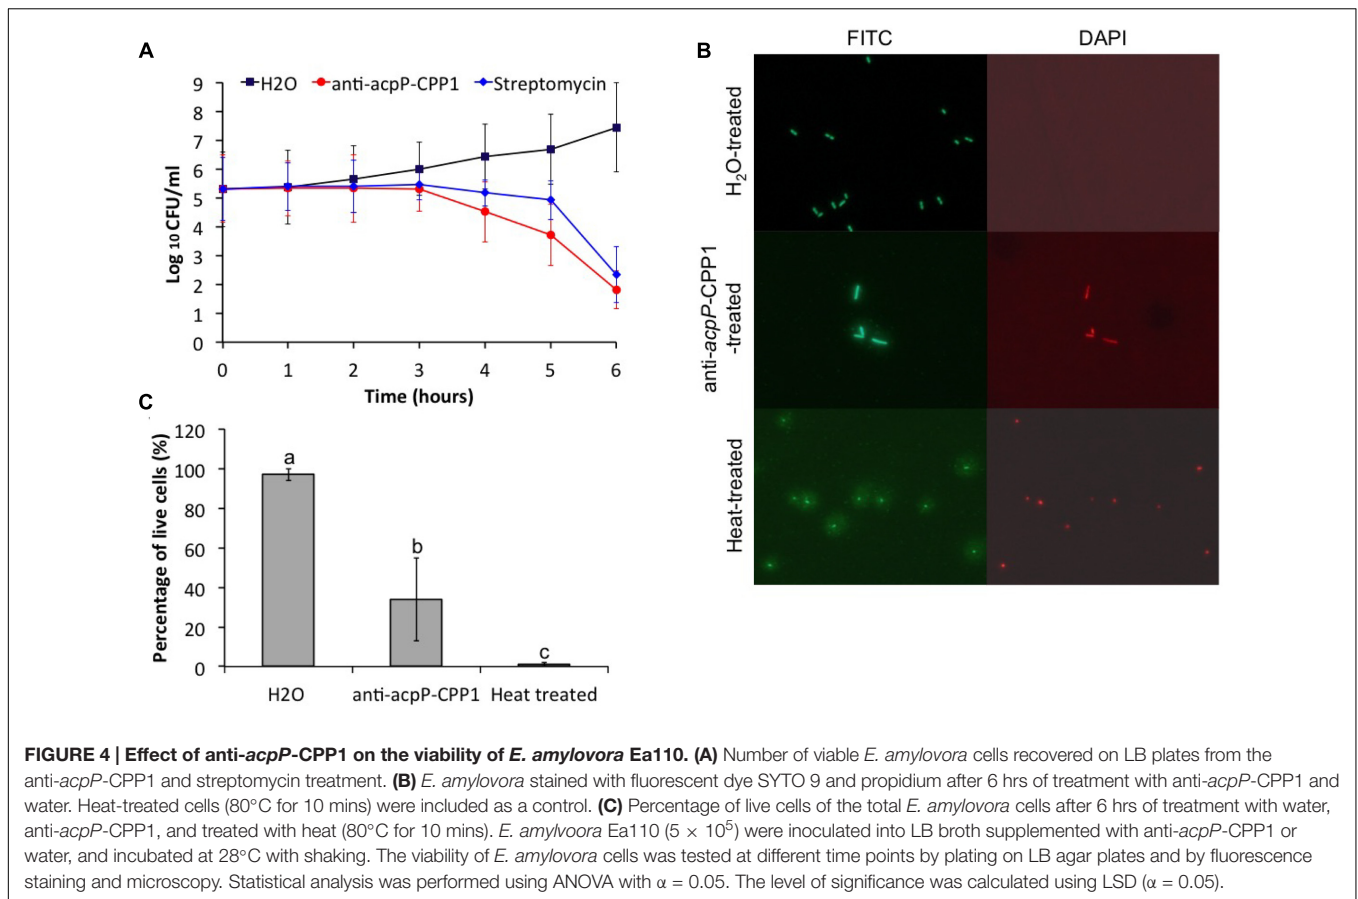 A
H2O anti-acpP-CPP1 Streptomycin
9
8
7
6
5
4
3
2
1
0
Log 10 CFU/ml
0 1 2 3 4 5 6
Time (hours)
B
FITC DAPI
H₂O-treated
anti-acpP-CPP1
-treated
Heat-treated
C
120
100
80
60
40
20
0
Percentage of live cells (%)
a
b
c
H2O anti-acpP-CPP1 Heat treated
FIGURE 4 | Effect of anti-acpP-CPP1 on the viability of E. amylovora Ea110. (A) Number of viable E. amylovora cells recovered on LB plates from the
anti-acpP-CPP1 and streptomycin treatment. (B) E. amylovora stained with fluorescent dye SYTO 9 and propidium after 6 hrs of treatment with anti-acpP-CPP1 and
water. Heat-treated cells (80°C for 10 mins) were included as a control. (C) Percentage of live cells of the total E. amylovora cells after 6 hrs of treatment with water,
anti-acpP-CPP1, and treated with heat (80°C for 10 mins). E. amylvoora Ea110 (5 × 10⁵) were inoculated into LB broth supplemented with anti-acpP-CPP1 or
water, and incubated at 28°C with shaking. The viability of E. amylovora cells was tested at different time points by plating on LB agar plates and by fluorescence
staining and microscopy. Statistical analysis was performed using ANOVA with α = 0.05. The level of significance was calculated using LSD (α = 0.05).